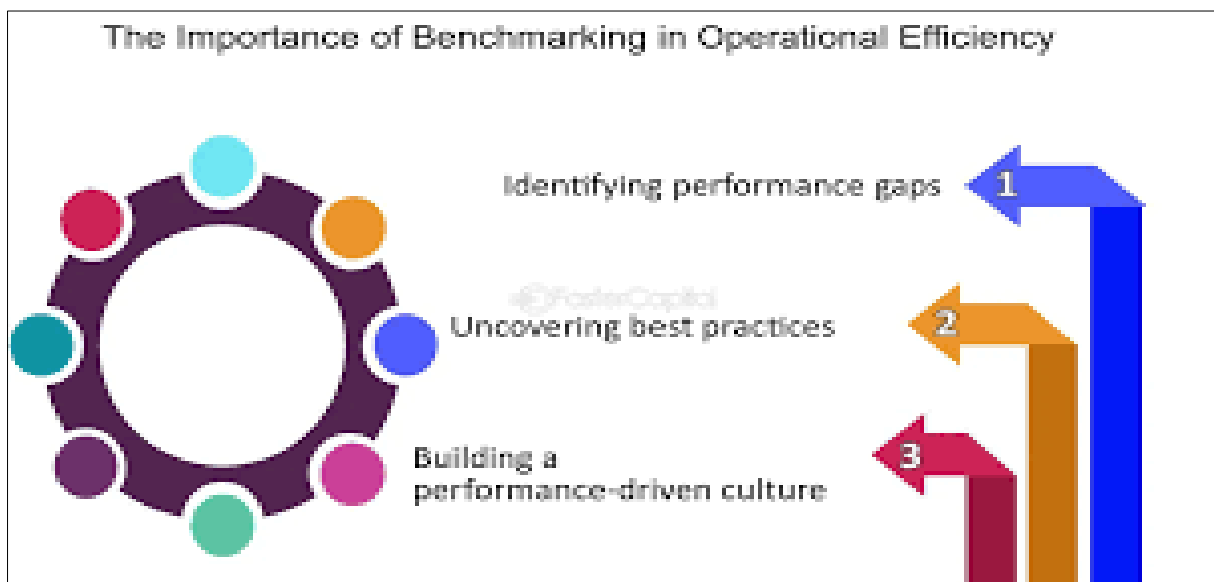 The Importance of Benchmarking in Operational Efficiency
Identifying performance gaps
1
FasterCapital
Uncovering best practices
2
Building a
performance-driven culture
3